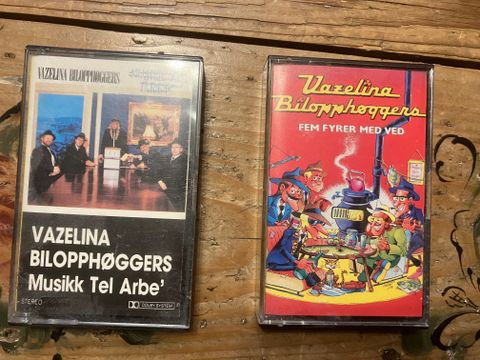 VAZELINA BILOPPHØGGERS
VAZELINA
BILOPPHØGGERS
Musikk Tel Arbe'
STEREO
DOLBY SYSTEM
Vazelina
Bilopphøggers
FEM FYRER MED VED